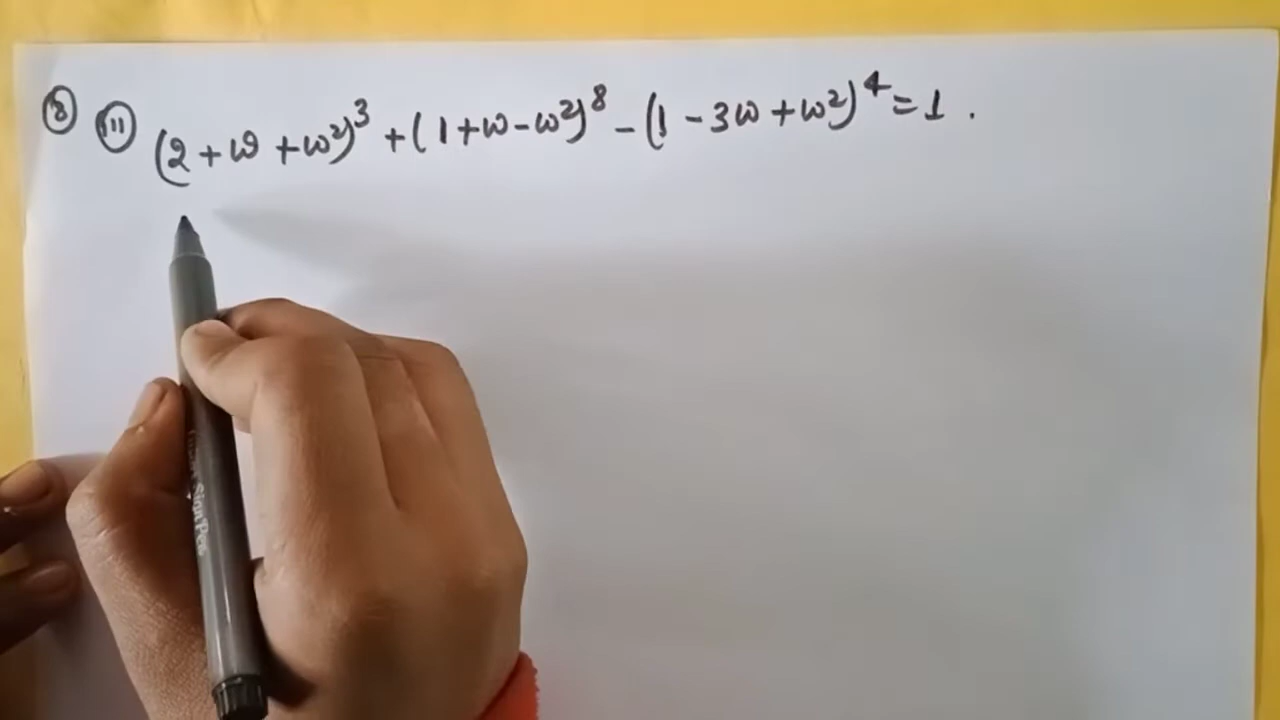 ⑧ (iii) (2 + ω + ω²)³ + (1 + ω - ω²)⁸ - (1 - 3ω + ω²)⁴ = 1.